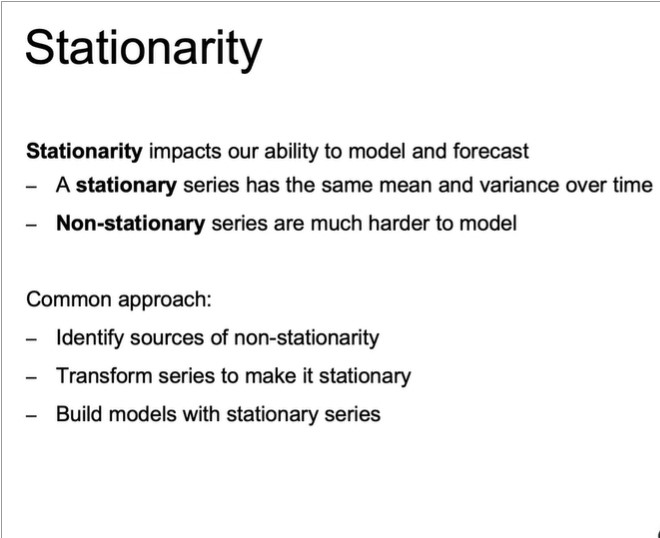 Stationarity
Stationarity impacts our ability to model and forecast
– A stationary series has the same mean and variance over time
– Non-stationary series are much harder to model
Common approach:
– Identify sources of non-stationarity
– Transform series to make it stationary
– Build models with stationary series